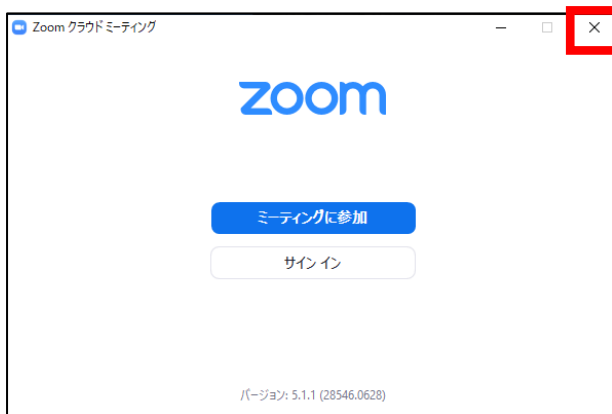 Zoom クラウド ミーティング
zoom
ミーティングに参加
サイン イン
バージョン: 5.1.1 (28546.0628)